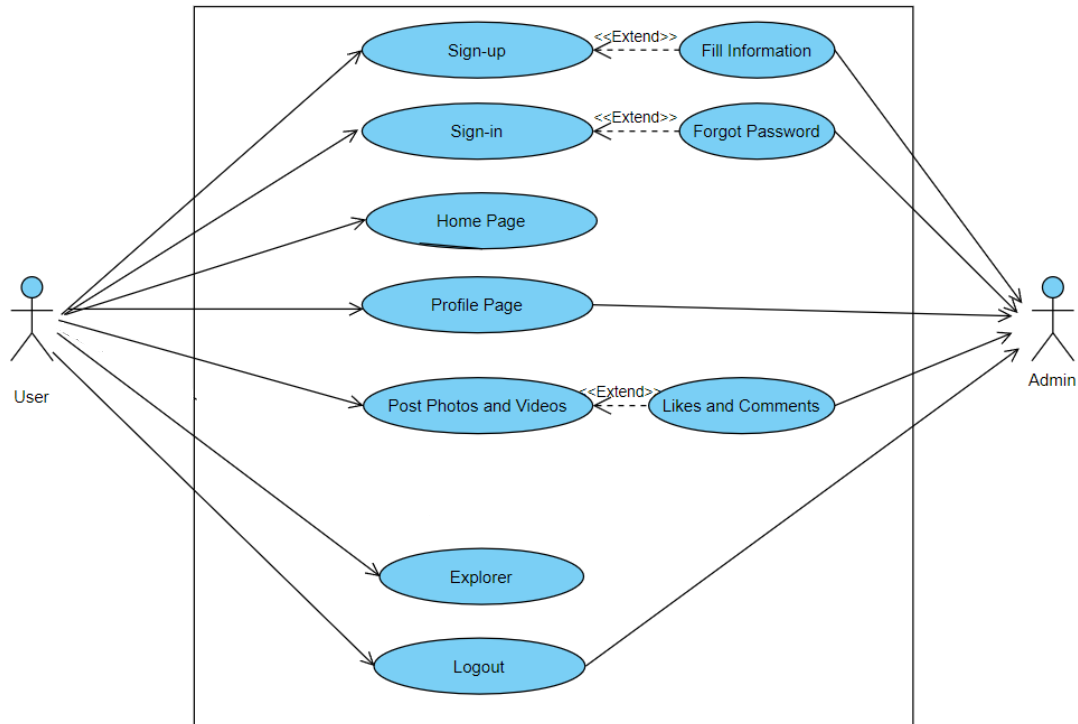 Sign-up
<<Extend>>
Fill Information
Sign-in
<<Extend>>
Forgot Password
Home Page
Profile Page
User
Admin
Post Photos and Videos
<<Extend>>
Likes and Comments
Explorer
Logout